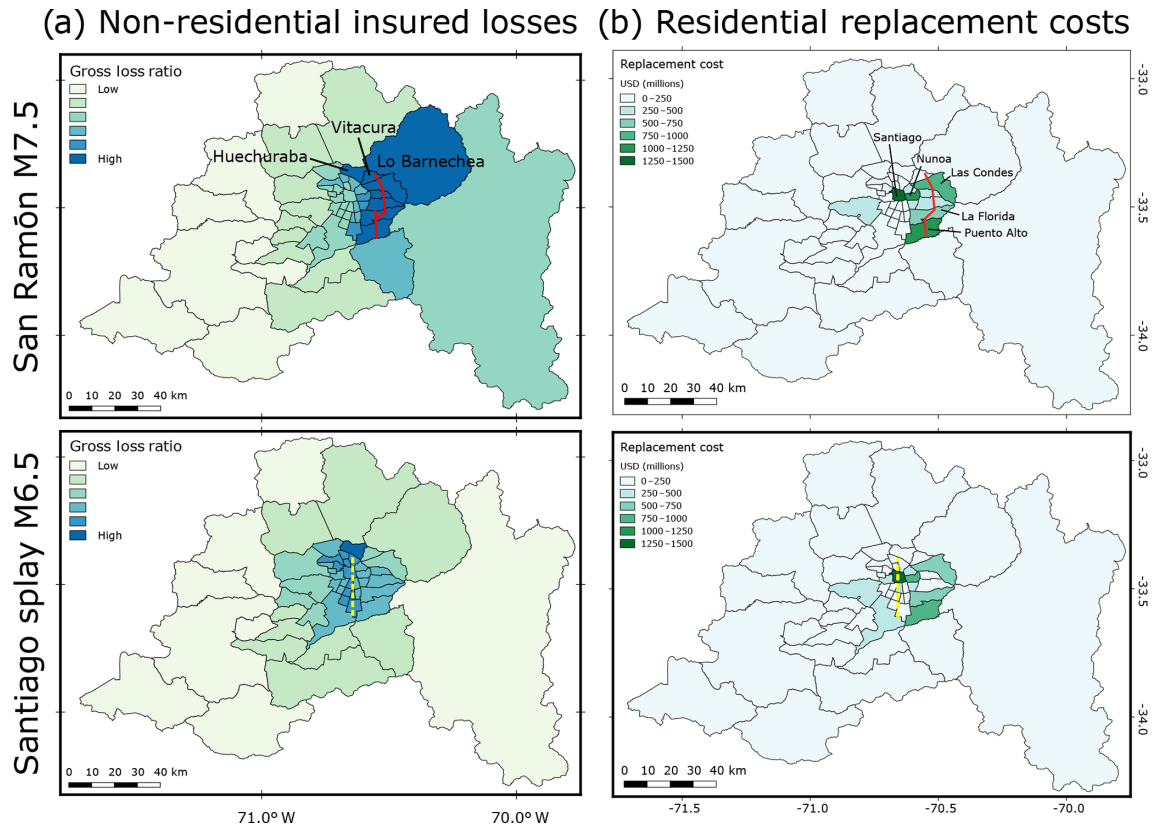 (a) Non-residential insured losses
(b) Residential replacement costs
San Ramón M7.5
Gross loss ratio
Low
High
Huechuraba
Vitacura
Lo Barnechea
0 10 20 30 40 km
Replacement cost
USD (millions)
0–250
250–500
500–750
750–1000
1000–1250
1250–1500
Santiago
Nunoa
Las Condes
La Florida
Puento Alto
0 10 20 30 40 km
-33.0
-33.5
-34.0
Santiago splay M6.5
Gross loss ratio
Low
High
0 10 20 30 40 km
71.0° W
70.0° W
Replacement cost
USD (millions)
0–250
250–500
500–750
750–1000
1000–1250
1250–1500
0 10 20 30 40 km
-33.0
-33.5
-34.0
-71.5
-71.0
-70.5
-70.0